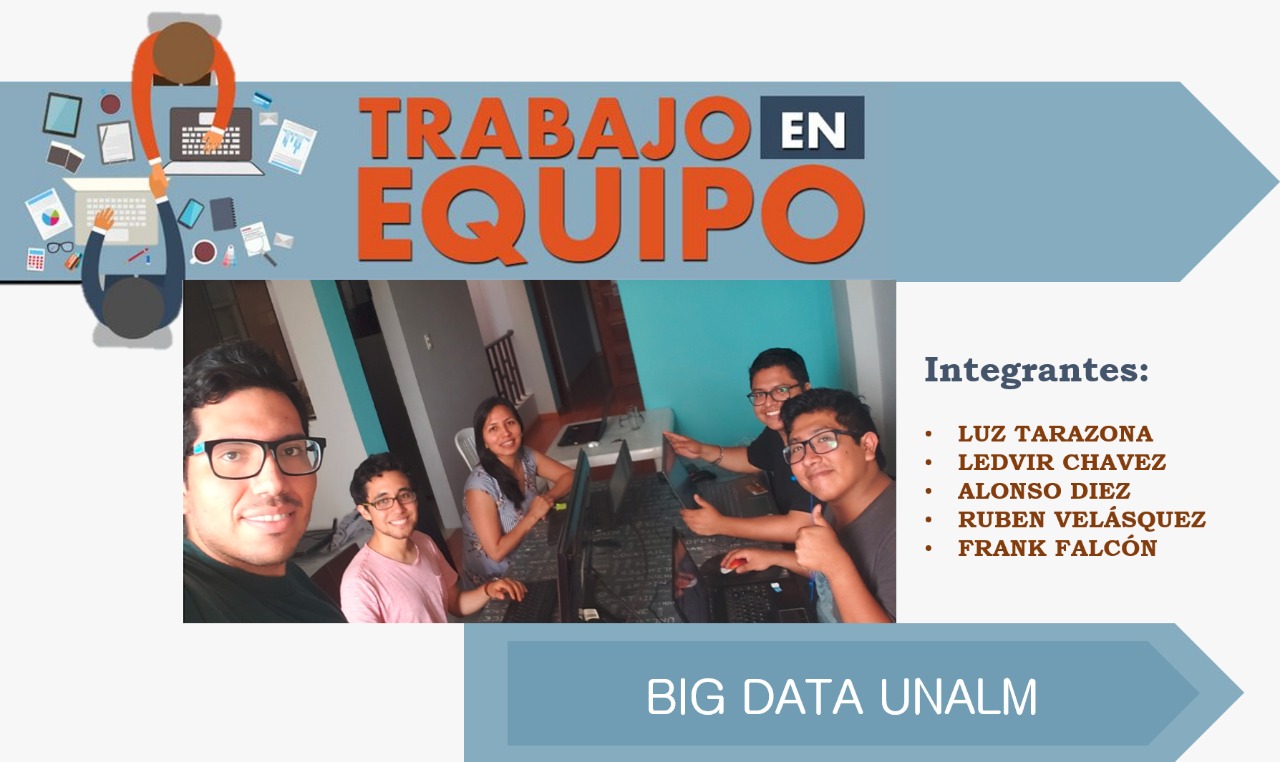 TRABAJO EN
EQUIPO
Integrantes:
• LUZ TARAZONA
• LEDVIR CHAVEZ
• ALONSO DIEZ
• RUBEN VELÁSQUEZ
• FRANK FALCÓN
BIG DATA UNALM